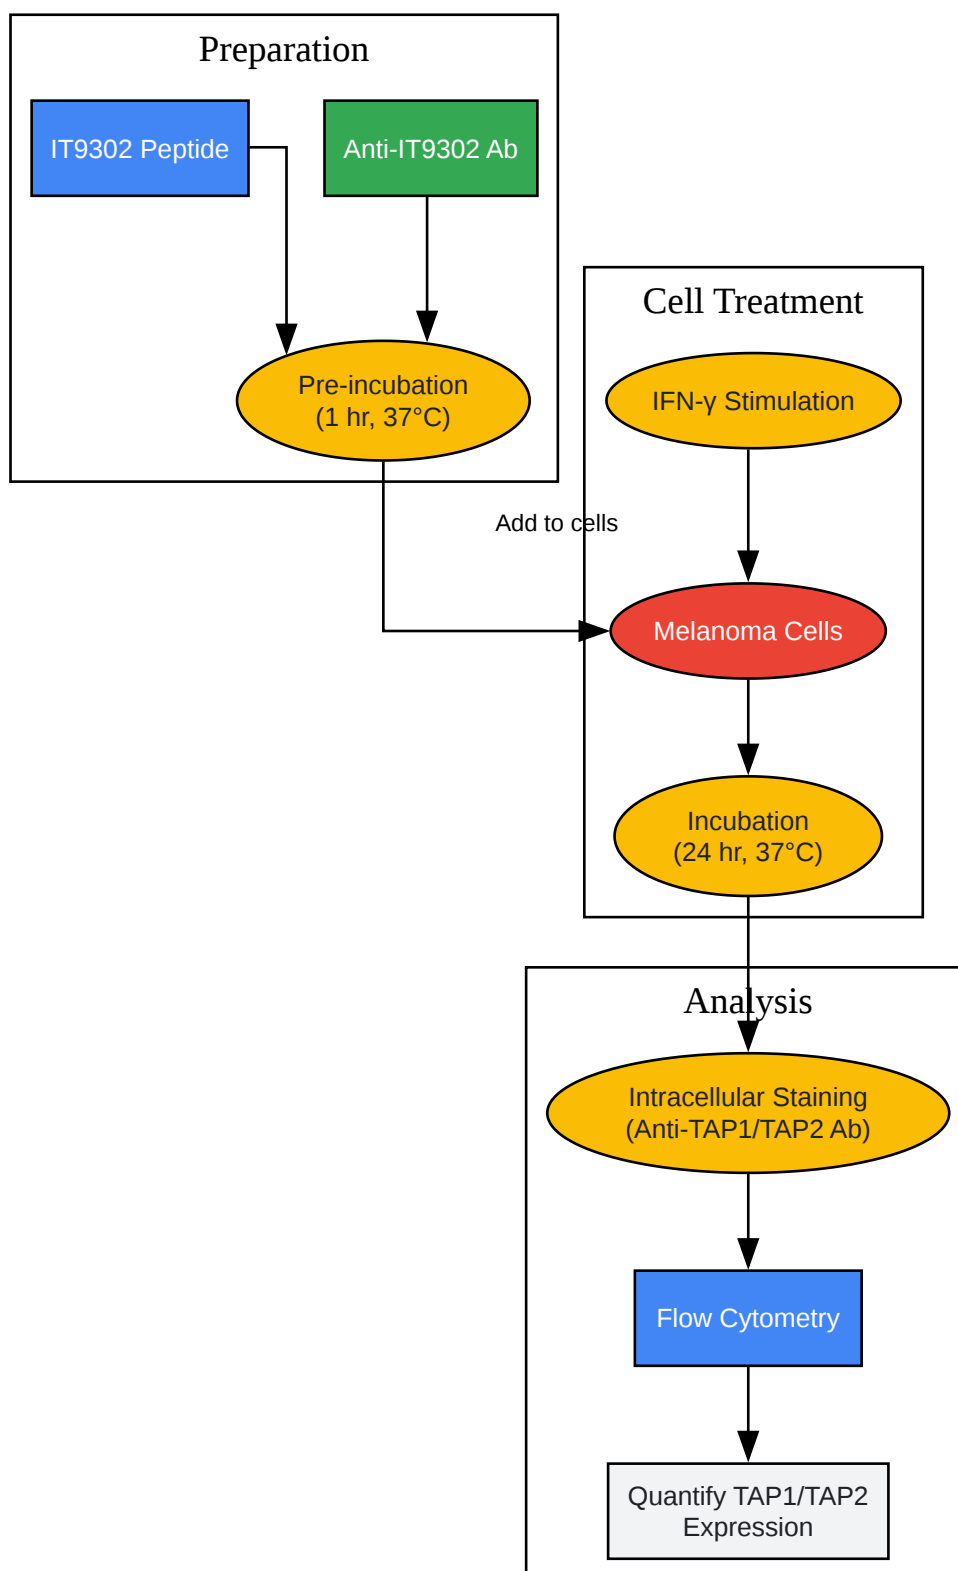 Preparation
IT9302 Peptide
Anti-IT9302 Ab
Pre-incubation
(1 hr, 37°C)
Add to cells
Cell Treatment
IFN-γ Stimulation
Melanoma Cells
Incubation
(24 hr, 37°C)
Analysis
Intracellular Staining
(Anti-TAP1/TAP2 Ab)
Flow Cytometry
Quantify TAP1/TAP2
Expression